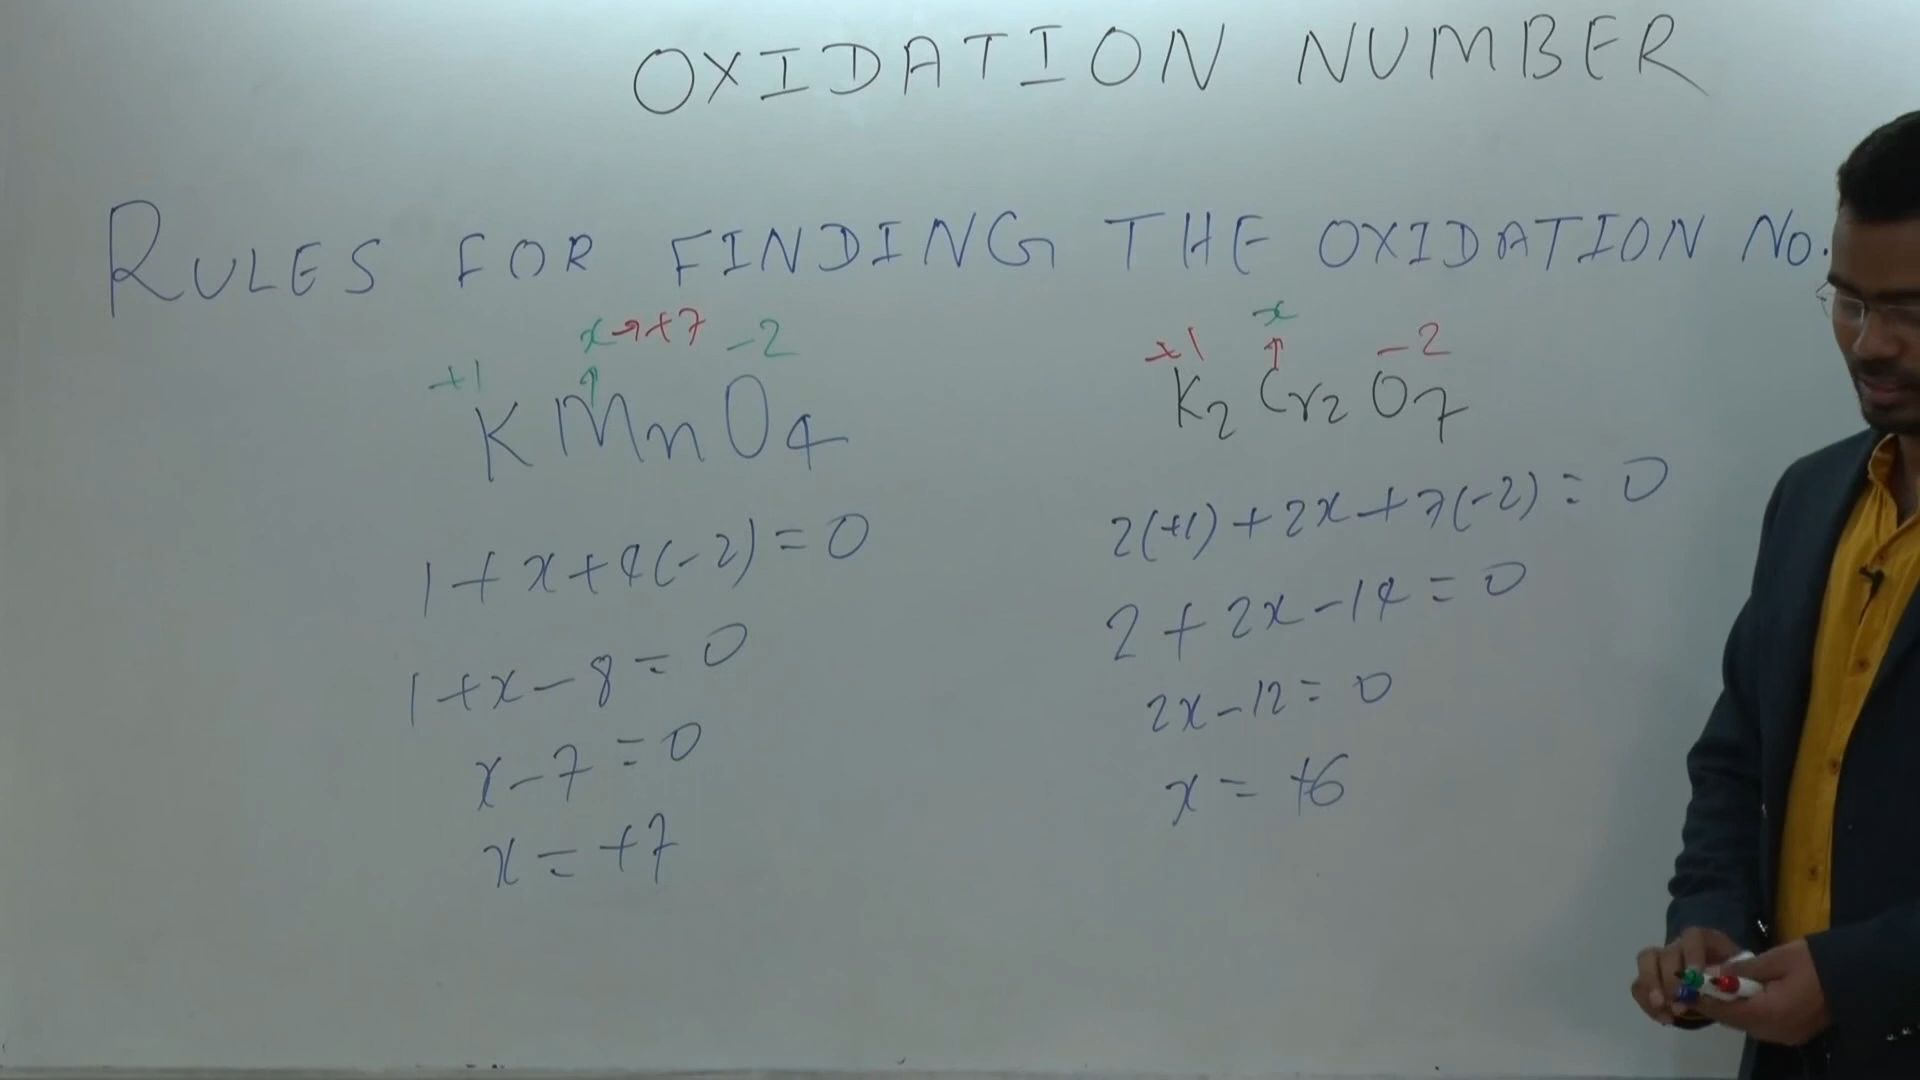 OXIDATION NUMBER
RULES FOR FINDING THE OXIDATION NO.
+1 x→+7 -2
↑
KMnO4
1+x+4(-2)=0
1+x-8=0
x-7=0
x=+7
+1 x -2
↑
K2Cr2O7
2(+1)+2x+7(-2)=0
2+2x-14=0
2x-12=0
x=+6